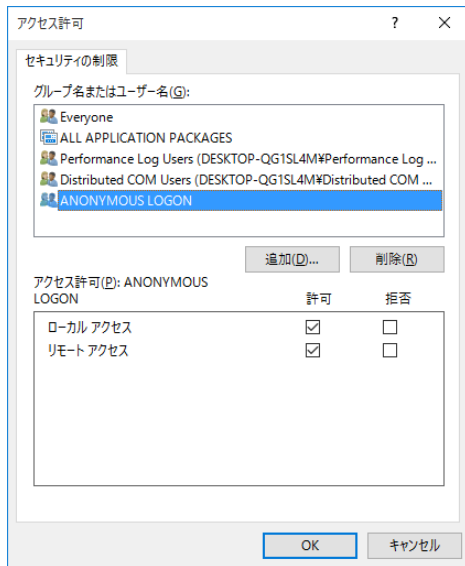 アクセス許可
セキュリティの制限
グループ名またはユーザー名(G):
Everyone
ALL APPLICATION PACKAGES
Performance Log Users (DESKTOP-QG1SL4M¥Performance Log ...
Distributed COM Users (DESKTOP-QG1SL4M¥Distributed COM ...
ANONYMOUS LOGON
追加(D)... 削除(R)
アクセス許可(P): ANONYMOUS
LOGON 許可 拒否
ローカル アクセス
リモート アクセス
OK キャンセル